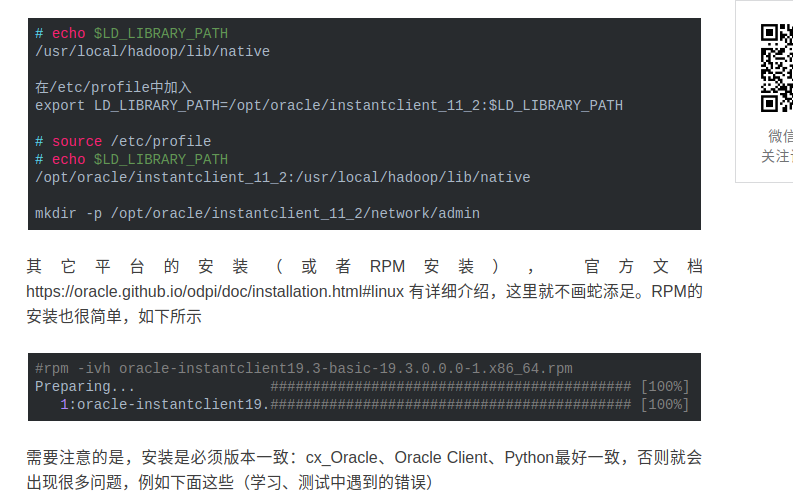 # echo $LD_LIBRARY_PATH
/usr/local/hadoop/lib/native
在/etc/profile中加入
export LD_LIBRARY_PATH=/opt/oracle/instantclient_11_2:$LD_LIBRARY_PATH
# source /etc/profile
# echo $LD_LIBRARY_PATH
/opt/oracle/instantclient_11_2:/usr/local/hadoop/lib/native
mkdir -p /opt/oracle/instantclient_11_2/network/admin
其它平台的安装（或者RPM安装），官方文档
https://oracle.github.io/odpi/doc/installation.html#linux 有详细介绍，这里就不画蛇添足。RPM的
安装也很简单，如下所示
#rpm -ivh oracle-instantclient19.3-basic-19.3.0.0.0-1.x86_64.rpm
Preparing... ########################################### [100%]
1:oracle-instantclient19.########################################### [100%]
需要注意的是，安装是必须版本一致：cx_Oracle、Oracle Client、Python最好一致，否则就会
出现很多问题，例如下面这些（学习、测试中遇到的错误）
微信
关注